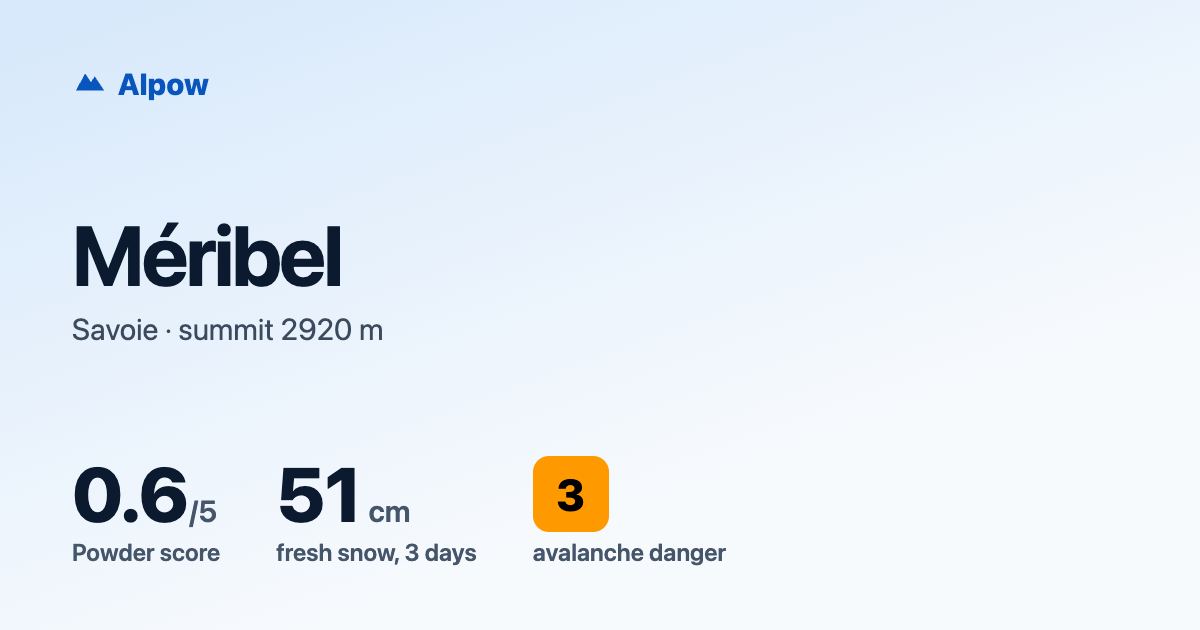 Alpow
Méribel
Savoie · summit 2920 m
0.6/5 51 cm 3
Powder score fresh snow, 3 days avalanche danger